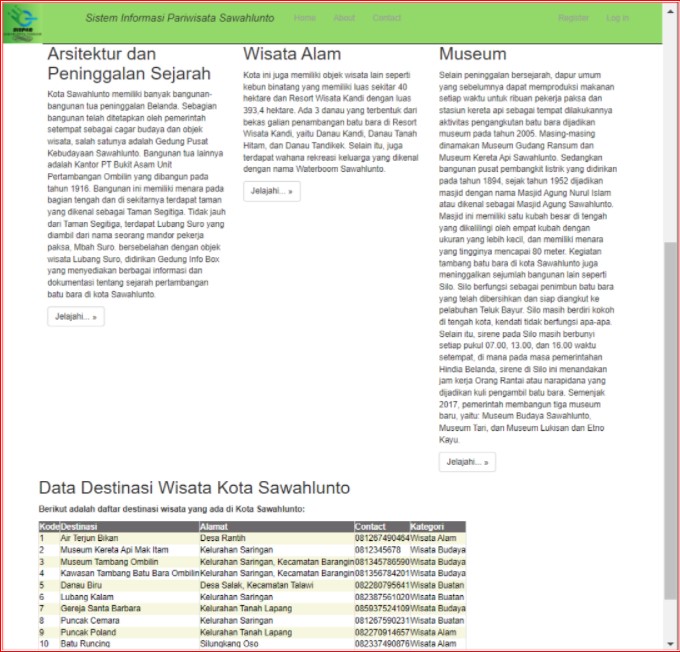 Sistem Informasi Pariwisata Sawahlunto Home About Contact Register Log in
Arsitektur dan
Peninggalan Sejarah
Kota Sawahlunto memiliki banyak bangunan-
bangunan tua peninggalan Belanda. Sebagian
bangunan telah ditetapkan oleh pemerintah
setempat sebagai cagar budaya dan objek
wisata, salah satunya adalah Gedung Pusat
Kebudayaan Sawahlunto. Bangunan tua lainnya
adalah Kantor PT Bukit Asam Unit
Pertambangan Ombilin yang dibangun pada
tahun 1916. Bangunan ini memiliki menara pada
bagian tengah dan di sekitarnya terdapat taman
yang dikenal sebagai Taman Segitiga. Tidak jauh
dari Taman Segitiga, terdapat Lubang Suro yang
diambil dari nama seorang mandor pekerja
paksa, Mbah Suro. bersebelahan dengan objek
wisata Lubang Suro, didirikan Gedung Info Box
yang menyediakan berbagai informasi dan
dokumentasi tentang sejarah pertambangan
batu bara di kota Sawahlunto.
Jelajahi... »
Wisata Alam
Kota ini juga memiliki objek wisata lain seperti
kebun binatang yang memiliki luas sekitar 40
hektare dan Resort Wisata Kandi dengan luas
393,4 hektare. Ada 3 danau yang terbentuk dari
bekas galian penambangan batu bara di Resort
Wisata Kandi, yaitu Danau Kandi, Danau Tanah
Hitam, dan Danau Tandikek. Selain itu, juga
terdapat wahana rekreasi keluarga yang dikenal
dengan nama Waterboom Sawahlunto.
Jelajahi... »
Museum
Selain peninggalan bersejarah, dapur umum
yang sebelumnya dapat memproduksi makanan
setiap waktu untuk ribuan pekerja paksa dan
stasiun kereta api sebagai tempat dilakukannya
aktivitas pengangkutan batu bara dijadikan
museum pada tahun 2005. Masing-masing
dinamakan Museum Gudang Ransum dan
Museum Kereta Api Sawahlunto. Sedangkan
bangunan pusat pembangkit listrik yang didirikan
pada tahun 1894, sejak tahun 1952 dijadikan
masjid dengan nama Masjid Agung Nurul Islam
atau dikenal sebagai Masjid Agung Sawahlunto.
Masjid ini memiliki satu kubah besar di tengah
yang dikelilingi oleh empat kubah dengan
ukuran yang lebih kecil, dan memiliki menara
yang tingginya mencapai 80 meter. Kegiatan
tambang batu bara di kota Sawahlunto juga
meninggalkan sejumlah bangunan lain seperti
Silo. Silo berfungsi sebagai penimbun batu bara
yang telah dibersihkan dan siap diangkut ke
pelabuhan Teluk Bayur. Silo masih berdiri kokoh
di tengah kota, kendati tidak berfungsi apa-apa.
Selain itu, sirene pada Silo masih berbunyi
setiap pukul 07.00, 13.00, dan 16.00 waktu
setempat, di mana pada masa pemerintahan
Hindia Belanda, sirene di Silo ini menandakan
jam kerja Orang Rantai atau narapidana yang
dijadikan kuli pengambil batu bara. Semenjak
2017, pemerintah membangun tiga museum
baru, yaitu: Museum Budaya Sawahlunto,
Museum Tari, dan Museum Lukisan dan Etno
Kayu.
Jelajahi... »
Data Destinasi Wisata Kota Sawahlunto
Berikut adalah daftar destinasi wisata yang ada di Kota Sawahlunto:
Kode Destinasi Alamat Contact Kategori
1 Air Terjun Bikan Desa Rantih 081267490464 Wisata Alam
2 Museum Kereta Api Mak Itam Kelurahan Saringan 0812345678 Wisata Budaya
3 Museum Tambang Ombilin Kelurahan Saringan, Kecamatan Barangin 081345786590 Wisata Budaya
4 Kawasan Tambang Batu Bara Ombilin Kelurahan Saringan, Kecamatan Barangin 081356784201 Wisata Budaya
5 Danau Biru Desa Salak, Kecamatan Talawi 082280795641 Wisata Buatan
6 Lubang Kalam Kelurahan Saringan 082387561020 Wisata Buatan
7 Gereja Santa Barbara Kelurahan Tanah Lapang 085937524109 Wisata Budaya
8 Puncak Cemara Kelurahan Saringan 081267590231 Wisata Buatan
9 Puncak Poland Kelurahan Tanah Lapang 082270914657 Wisata Alam
10 Batu Runcing Silungkang Oso 082337490876 Wisata Alam